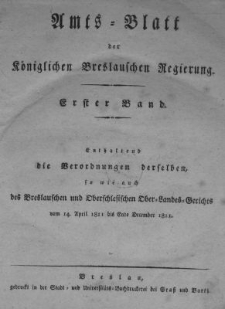 Amts-Blatt
der
Königlichen Breslauschen Regierung.
Erster Band.
Enthaltend
die Verordnungen derselben,
so wie auch
des Breslauschen und Oberschlesischen Ober-Landes-Gerichts
vom 14. April 1811 bis Ende December 1811.
Breslau,
gedruckt in der Stadt- und Universitäts-Buchdruckerei bei Graß und Barth.